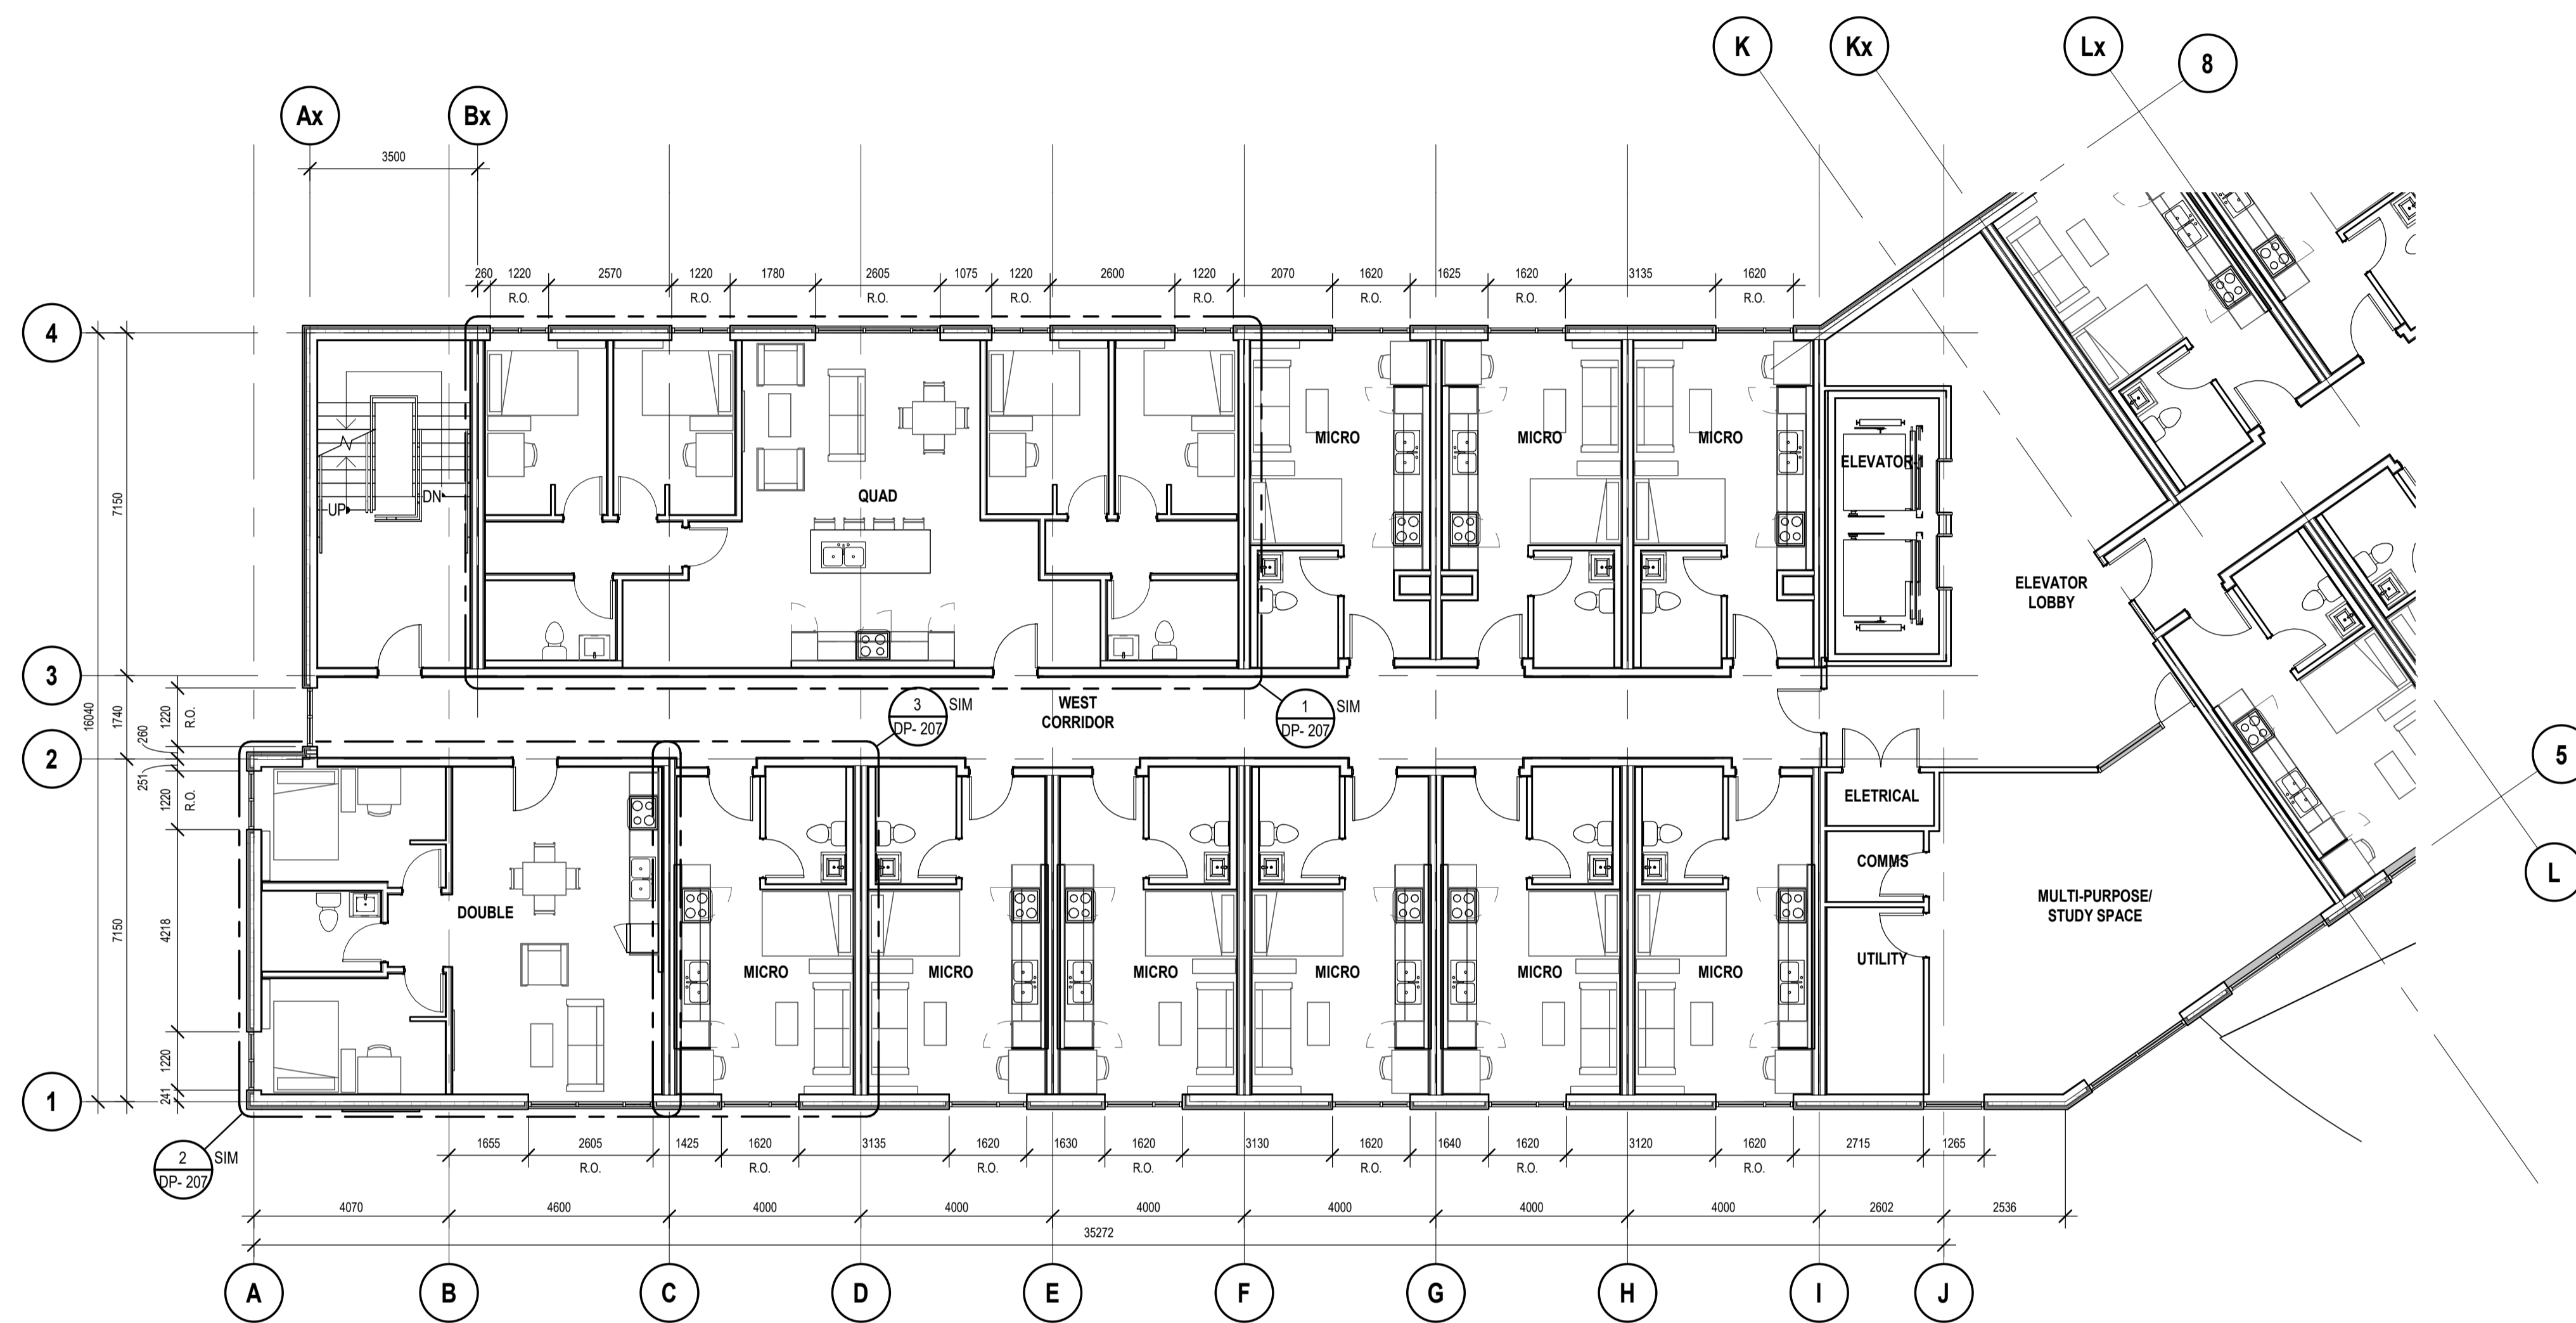 K
Kx
Lx
8
Ax
Bx
3500
260
1220
2570
1220
1780
2605
1075
1220
2600
1220
2070
1620
1625
1620
3135
1620
R.O.
R.O.
R.O.
R.O.
R.O.
R.O.
R.O.
R.O.
4
MICRO
MICRO
MICRO
ELEVATOR-1
QUAD
DN
UP
7150
ELEVATOR
LOBBY
3
16040
1740
1220
R.O.
260
3
SIM
DP- 207
WEST
CORRIDOR
1
SIM
DP- 207
2
251
1220
R.O.
5
ELETRICAL
COMMS
L
DOUBLE
MULTI-PURPOSE/
STUDY SPACE
7150
4218
UTILITY
MICRO
MICRO
MICRO
MICRO
MICRO
MICRO
1220
241
1
1655
2605
1425
1620
3135
1620
1630
1620
3130
1620
1640
1620
3120
1620
2715
1265
R.O.
R.O.
R.O.
R.O.
R.O.
R.O.
R.O.
2
SIM
DP- 207
4070
4600
4000
4000
4000
4000
4000
4000
2602
2536
35272
A
B
C
D
E
F
G
H
I
J